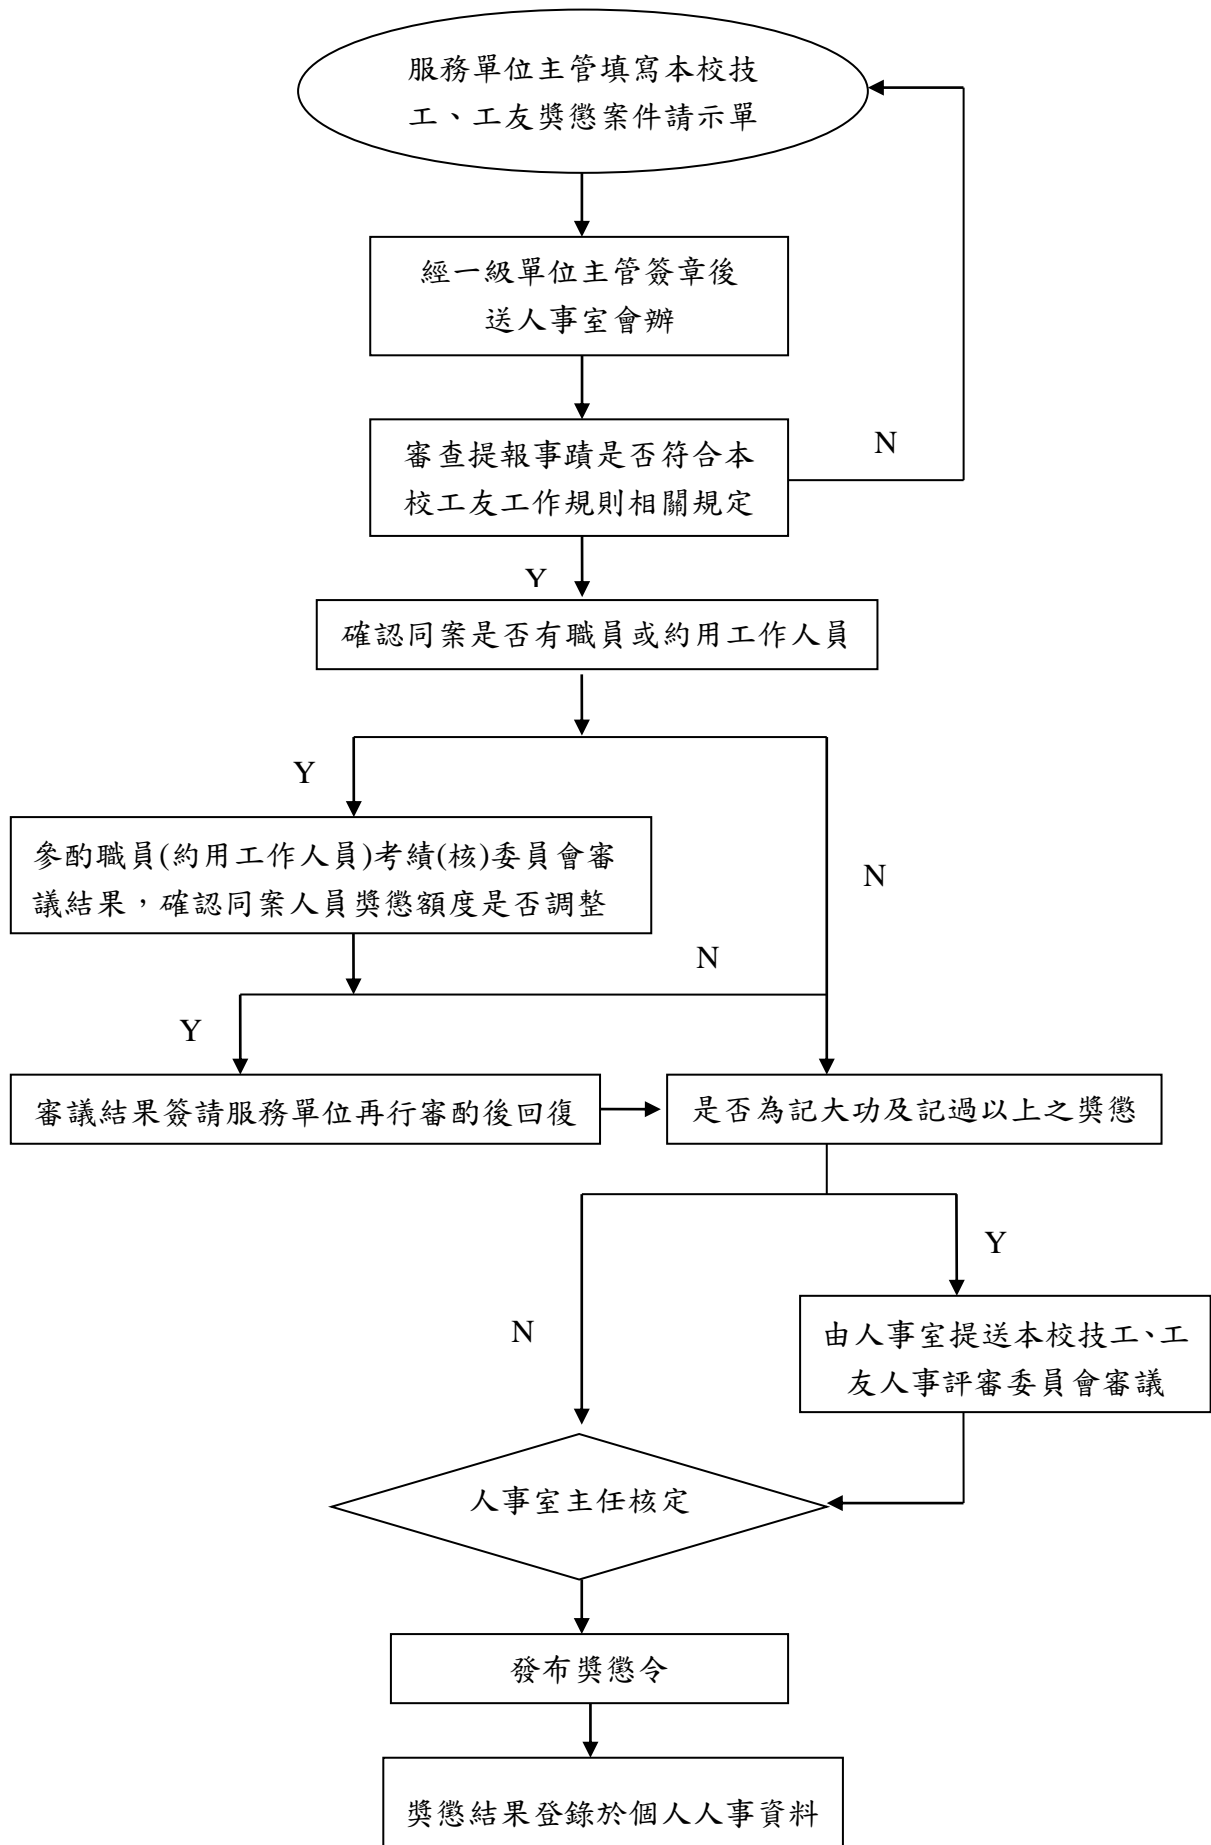 服務單位主管填寫本校技
工、工友獎懲案件請示單
經一級單位主管簽章後
送人事室會辦
審查提報事蹟是否符合本
校工友工作規則相關規定
N
Y
確認同案是否有職員或約用工作人員
Y
參酌職員(約用工作人員)考績(核)委員會審
議結果，確認同案人員獎懲額度是否調整
N
N
Y
審議結果簽請服務單位再行審酌後回復
是否為記大功及記過以上之獎懲
Y
N
由人事室提送本校技工、工
友人事評審委員會審議
人事室主任核定
發布獎懲令
獎懲結果登錄於個人人事資料